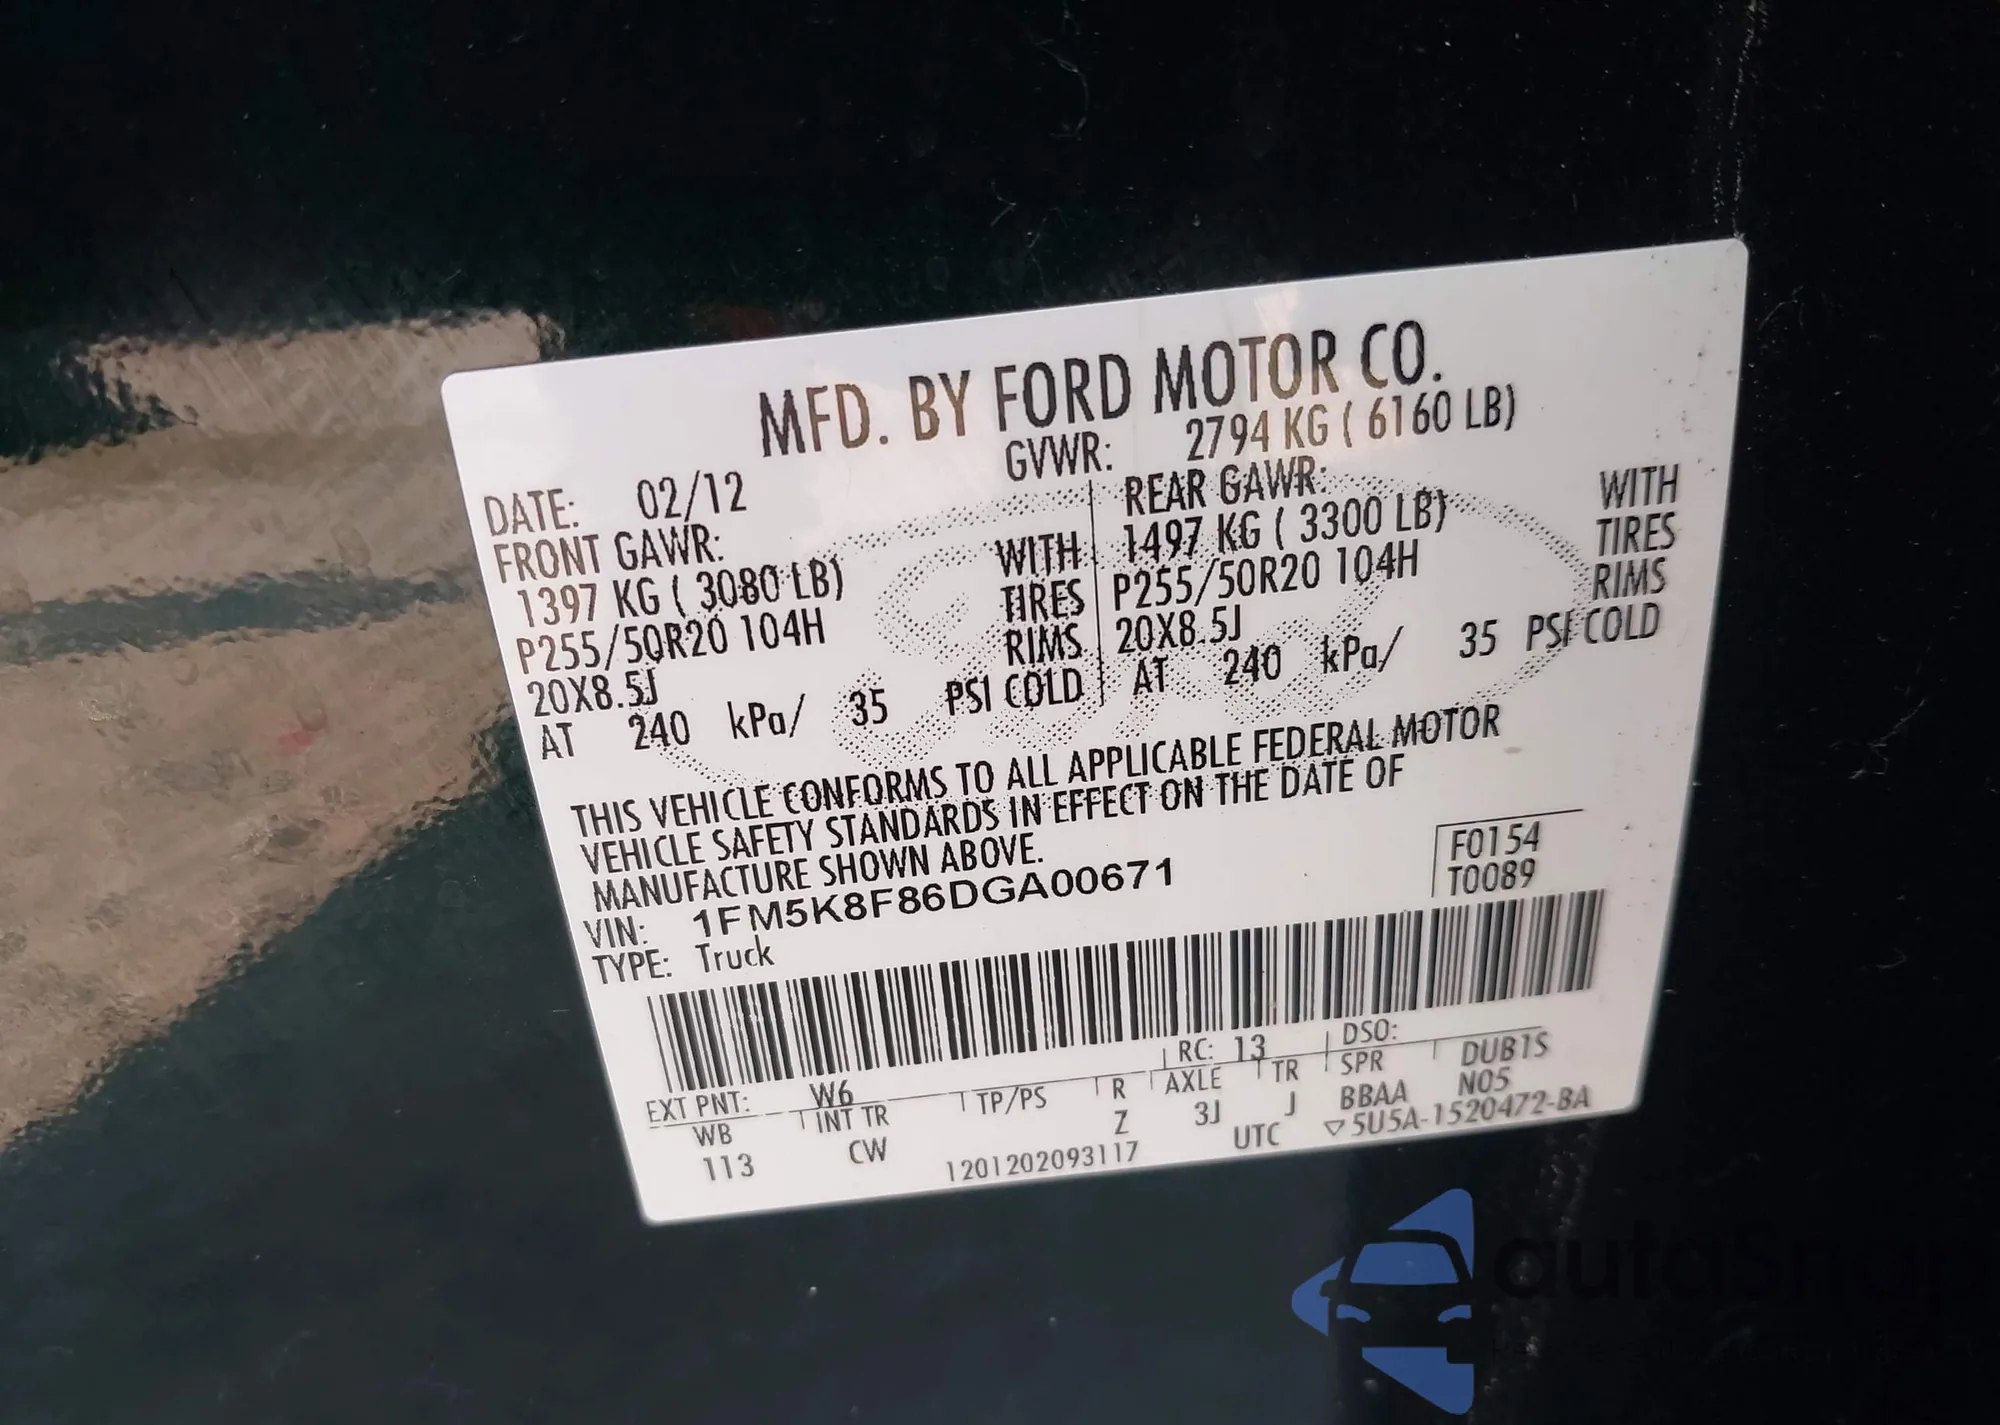 MFD. BY FORD MOTOR CO.
DATE: 02/12 GVWR: 2794 KG ( 6160 LB)
FRONT GAWR: REAR GAWR:
1397 KG ( 3080 LB) WITH 1497 KG ( 3300 LB) WITH
P255/50R20 104H TIRES P255/50R20 104H TIRES
20X8.5J RIMS 20X8.5J RIMS
AT 240 kPa/ 35 PSI COLD AT 240 kPa/ 35 PSI COLD
THIS VEHICLE CONFORMS TO ALL APPLICABLE FEDERAL MOTOR
VEHICLE SAFETY STANDARDS IN EFFECT ON THE DATE OF
MANUFACTURE SHOWN ABOVE.
VIN: 1FM5K8F86DGA00671
TYPE: Truck
F0154
T0089
EXT PNT: W6 RC: 13 DSO:
WB INT TR TP/PS R AXLE TR SPR DUB1S
113 CW Z 3J J BBAA N05
1201202093117 UTC ▽5U5A-1520472-BA